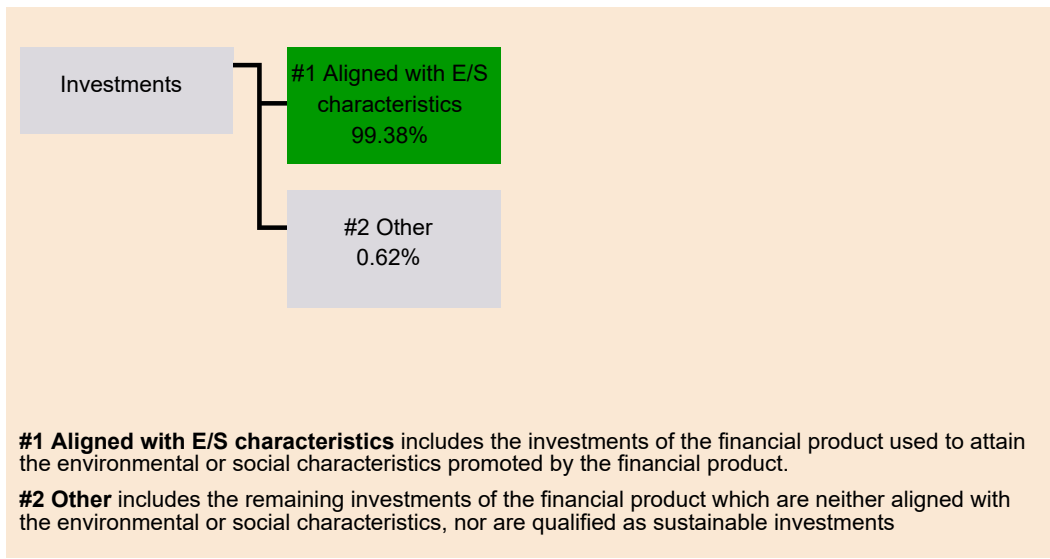 Investments
#1 Aligned with E/S
characteristics
99.38%
#2 Other
0.62%
#1 Aligned with E/S characteristics includes the investments of the financial product used to attain
the environmental or social characteristics promoted by the financial product.
#2 Other includes the remaining investments of the financial product which are neither aligned with
the environmental or social characteristics, nor are qualified as sustainable investments